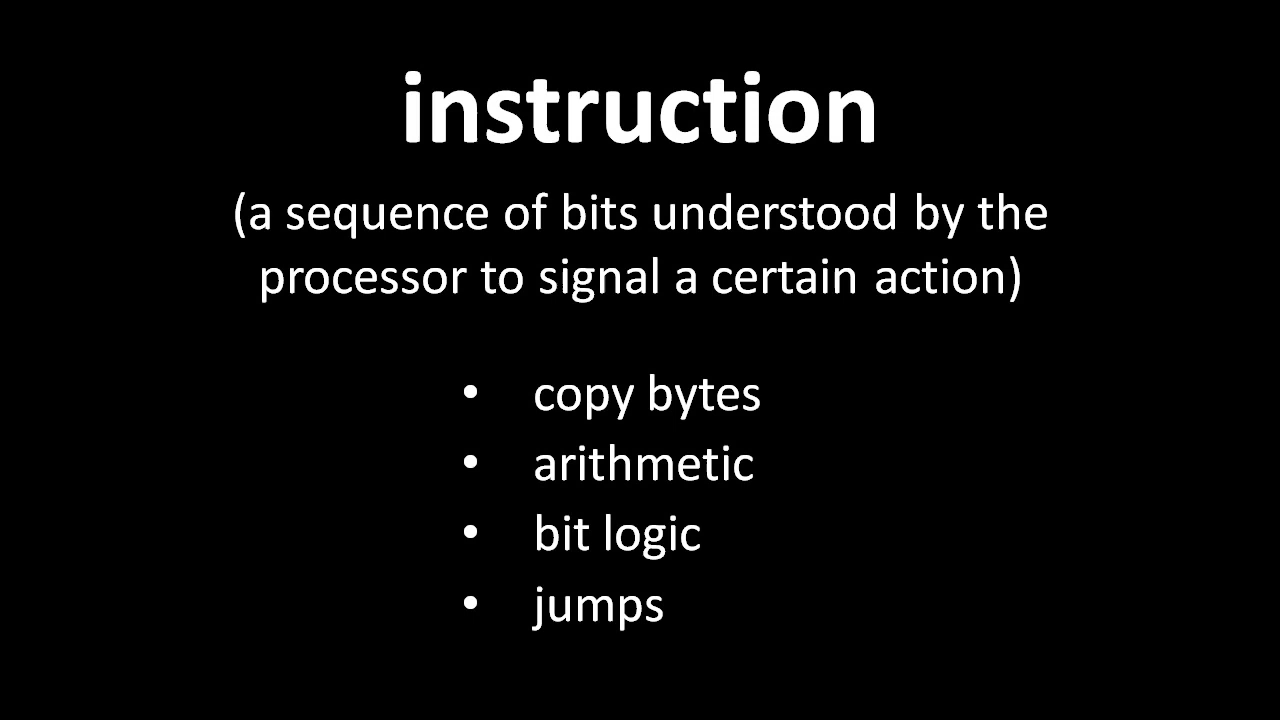 instruction
(a sequence of bits understood by the
processor to signal a certain action)
• copy bytes
• arithmetic
• bit logic
• jumps